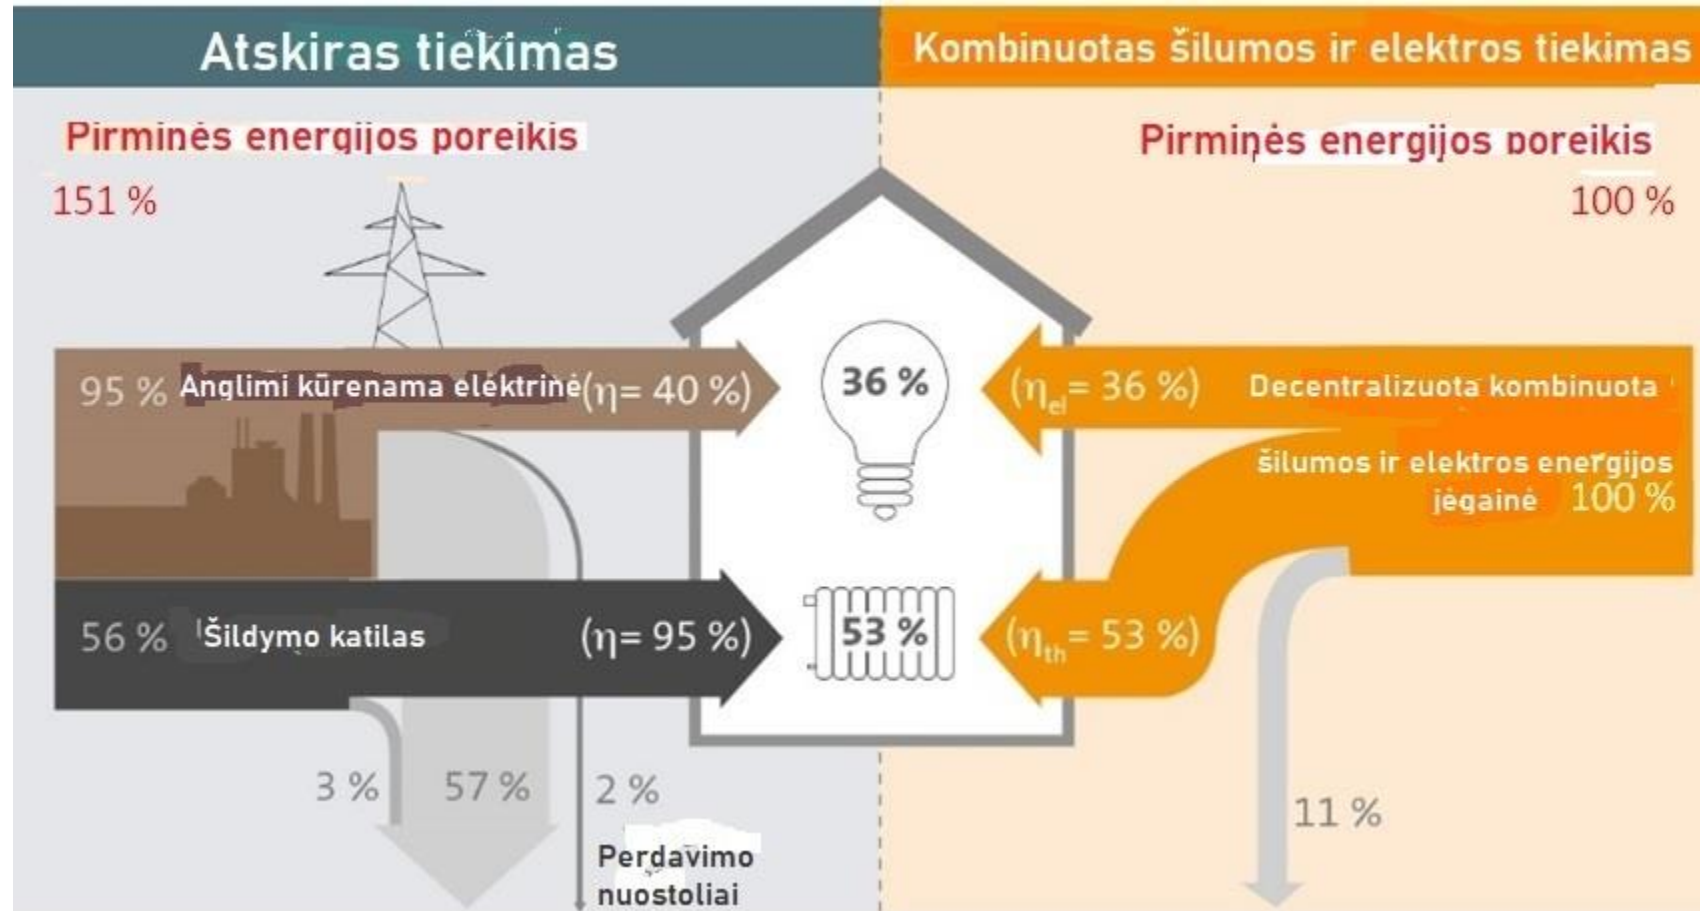 Atskiras tiekimas
Kombinuotas šilumos ir elektros tiekimas
Pirminės energijos poreikis
151 %
Pirminės energijos poreikis
100 %
95 % Anglimi kūrenama elektrinė (η= 40 %)
36 %
(ηel= 36 %) Decentralizuota kombinuota
šilumos ir elektros energijos
jėgainė 100 %
56 % Šildymo katilas (η= 95 %)
53 %
(ηth= 53 %)
3 %
57 %
2 %
Perdavimo
nuostoliai
11 %